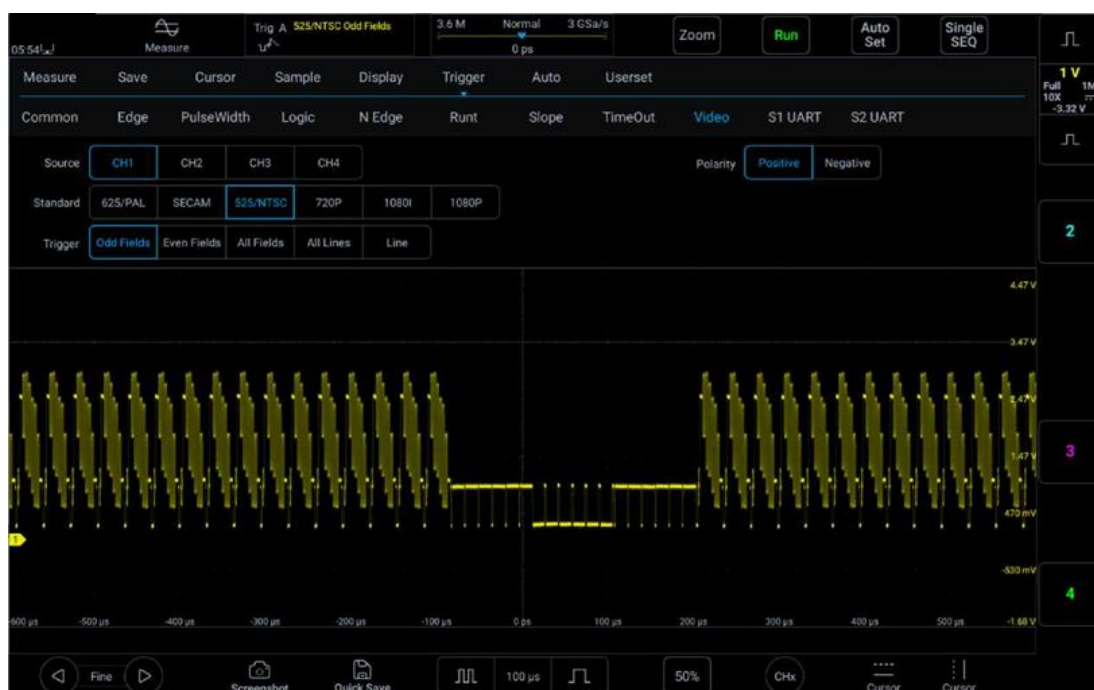 Trig A 525/NTSC Odd Fields 3.6 M Normal 3 GSa/s
Zoom Run Auto Set Single SEQ
05:54 Measure 0 ps
Measure Save Cursor Sample Display Trigger Auto Userset
1 V
Full 1M
10X
-3.32 V
Common Edge PulseWidth Logic N Edge Runt Slope TimeOut Video S1 UART S2 UART
Source CH1 CH2 CH3 CH4 Polarity Positive Negative
Standard 625/PAL SECAM 525/NTSC 720P 1080I 1080P
2
Trigger Odd Fields Even Fields All Fields All Lines Line
4.47 V
3.47 V
2.47 V
3
1.47 V
470 mV
1
-530 mV
4
-600 µs -500 µs -400 µs -300 µs -200 µs -100 µs 0 ps 100 µs 200 µs 300 µs 400 µs 500 µs -1.68 V
Fine Screenshot Quick Save 100 µs 50% CHx Cursor Cursor